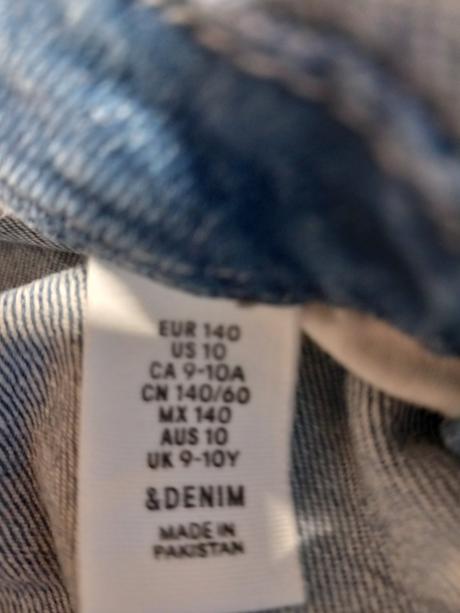 EUR 140
US 10
CA 9-10A
CN 140/60
MX 140
AUS 10
UK 9-10Y
&DENIM
MADE IN
PAKISTAN